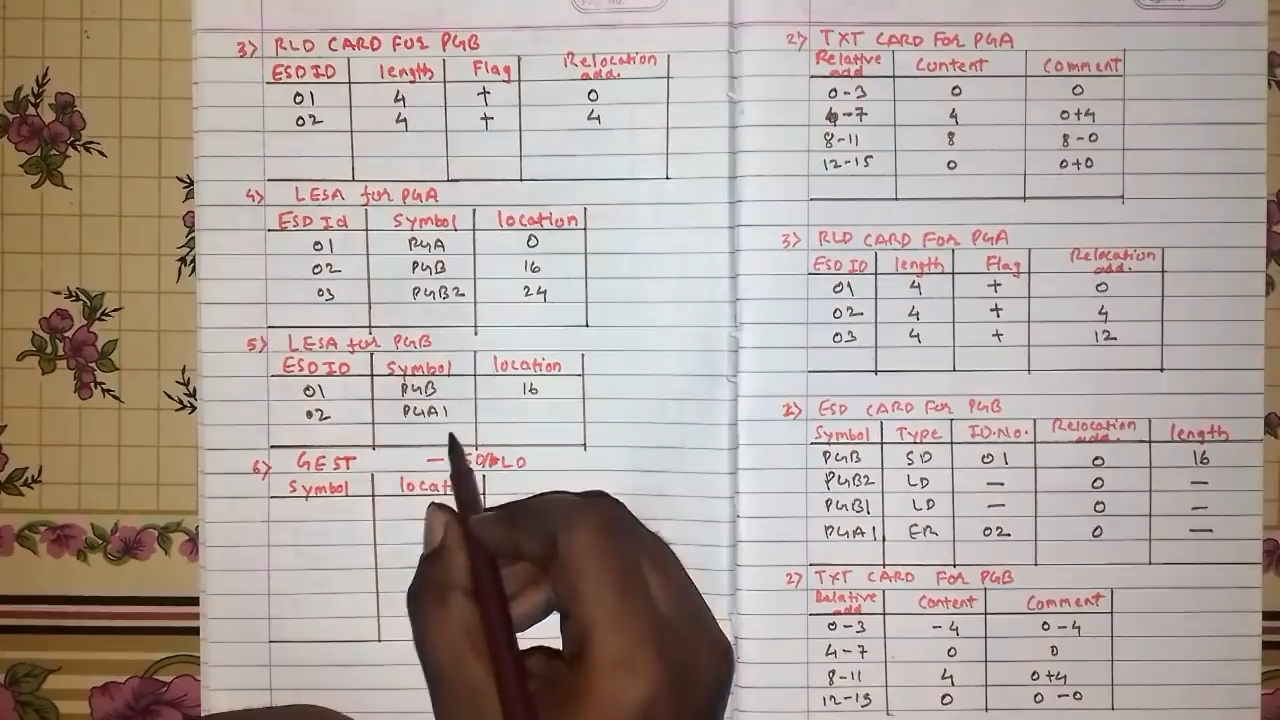 3) RLD CARD FOR PGB
ESD ID length Flag Relocation add.
01 4 + 0
02 4 + 4
4) LESA for PGA
ESD Id Symbol location
01 PGA 0
02 PGB 16
03 PGB2 24
5) LESA for PGB
ESD ID Symbol location
01 PGB 16
02 PGA1
6) GEST
Symbol
2) TXT CARD FOR PGA
Relative add Content Comment
0-3 0 0
4-7 4 0+4
8-11 8 8-0
12-15 0 0+0
3) RLD CARD FOR PGA
ESD ID length Flag Relocation add.
01 4 + 0
02 4 + 4
03 4 + 12
ESD CARD FOR PGB
Symbol Type ID.No. Relocation length
PGB SD 01 0 16
PGB2 LD — 0 —
PGB1 LD — 0 —
PGA1 ER 02 0 —
2) TXT CARD FOR PGB
Relative add Content Comment
0-3 -4 0-4
4-7 0 0
8-11 4 0+4
12-15 0 0-0